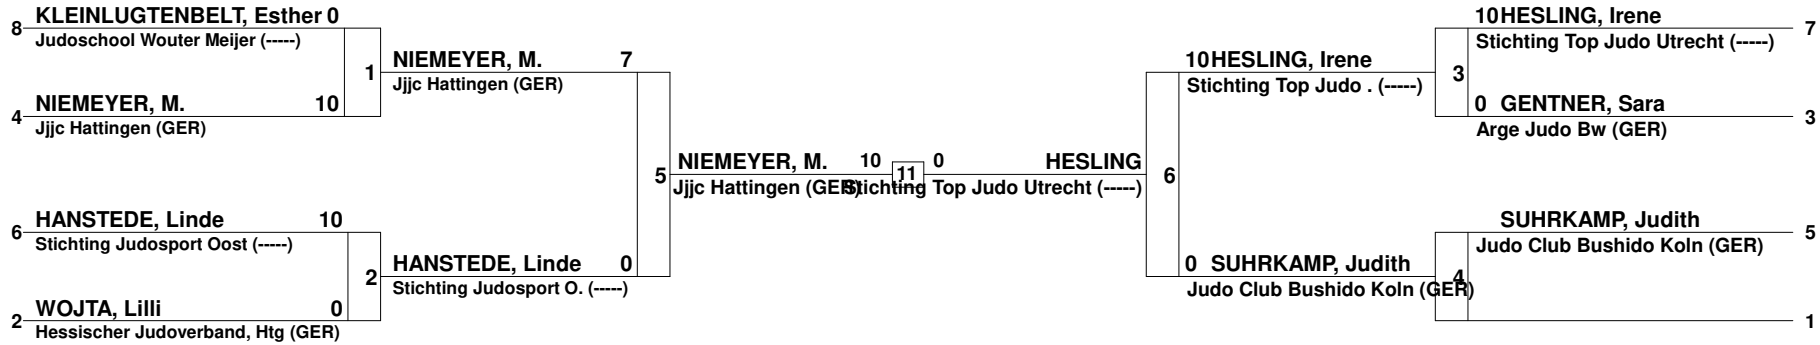 KLEINLUGTENBELT, Esther 0
8
Judoschool Wouter Meijer (-----)
1
NIEMEYER, M. 10
4
Jjjc Hattingen (GER)
NIEMEYER, M. 7
Jjjc Hattingen (GER)
HANSTEDE, Linde 10
6
Stichting Judosport Oost (-----)
2
WOJTA, Lilli 0
2
Hessischer Judoverband, Htg (GER)
HANSTEDE, Linde 0
Stichting Judosport O. (-----)
5
NIEMEYER, M. 10
Jjjc Hattingen (GER)
11
0 HESLING
Stichting Top Judo Utrecht (-----)
6
10 HESLING, Irene
Stichting Top Judo . (-----)
0 SUHRKAMP, Judith
Judo Club Bushido Koln (GER)
3
10 HESLING, Irene
7
Stichting Top Judo Utrecht (-----)
0 GENTNER, Sara
3
Arge Judo Bw (GER)
4
SUHRKAMP, Judith
5
Judo Club Bushido Koln (GER)
1